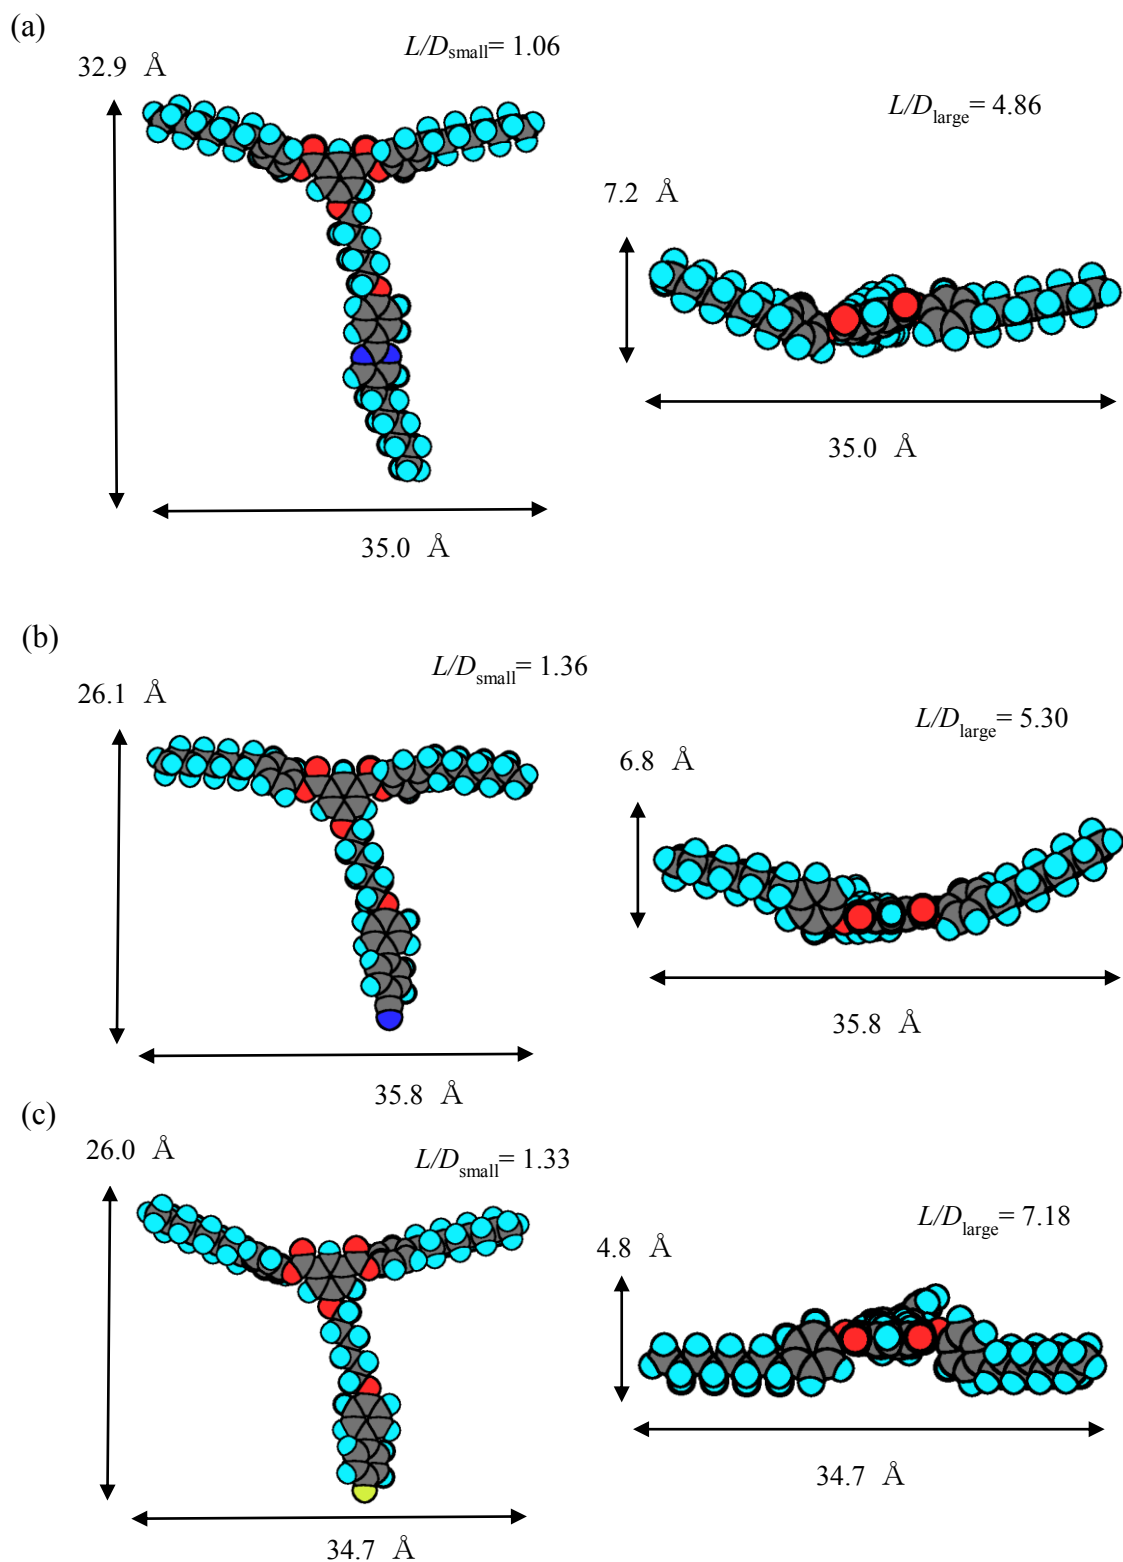 (a)
L/Dsmall= 1.06
32.9 Å
L/Dlarge = 4.86
7.2 Å
35.0 Å
35.0 Å
(b)
L/Dsmall= 1.36
26.1 Å
L/Dlarge = 5.30
6.8 Å
35.8 Å
35.8 Å
(c)
26.0 Å
L/Dsmall= 1.33
L/Dlarge = 7.18
4.8 Å
34.7 Å
34.7 Å